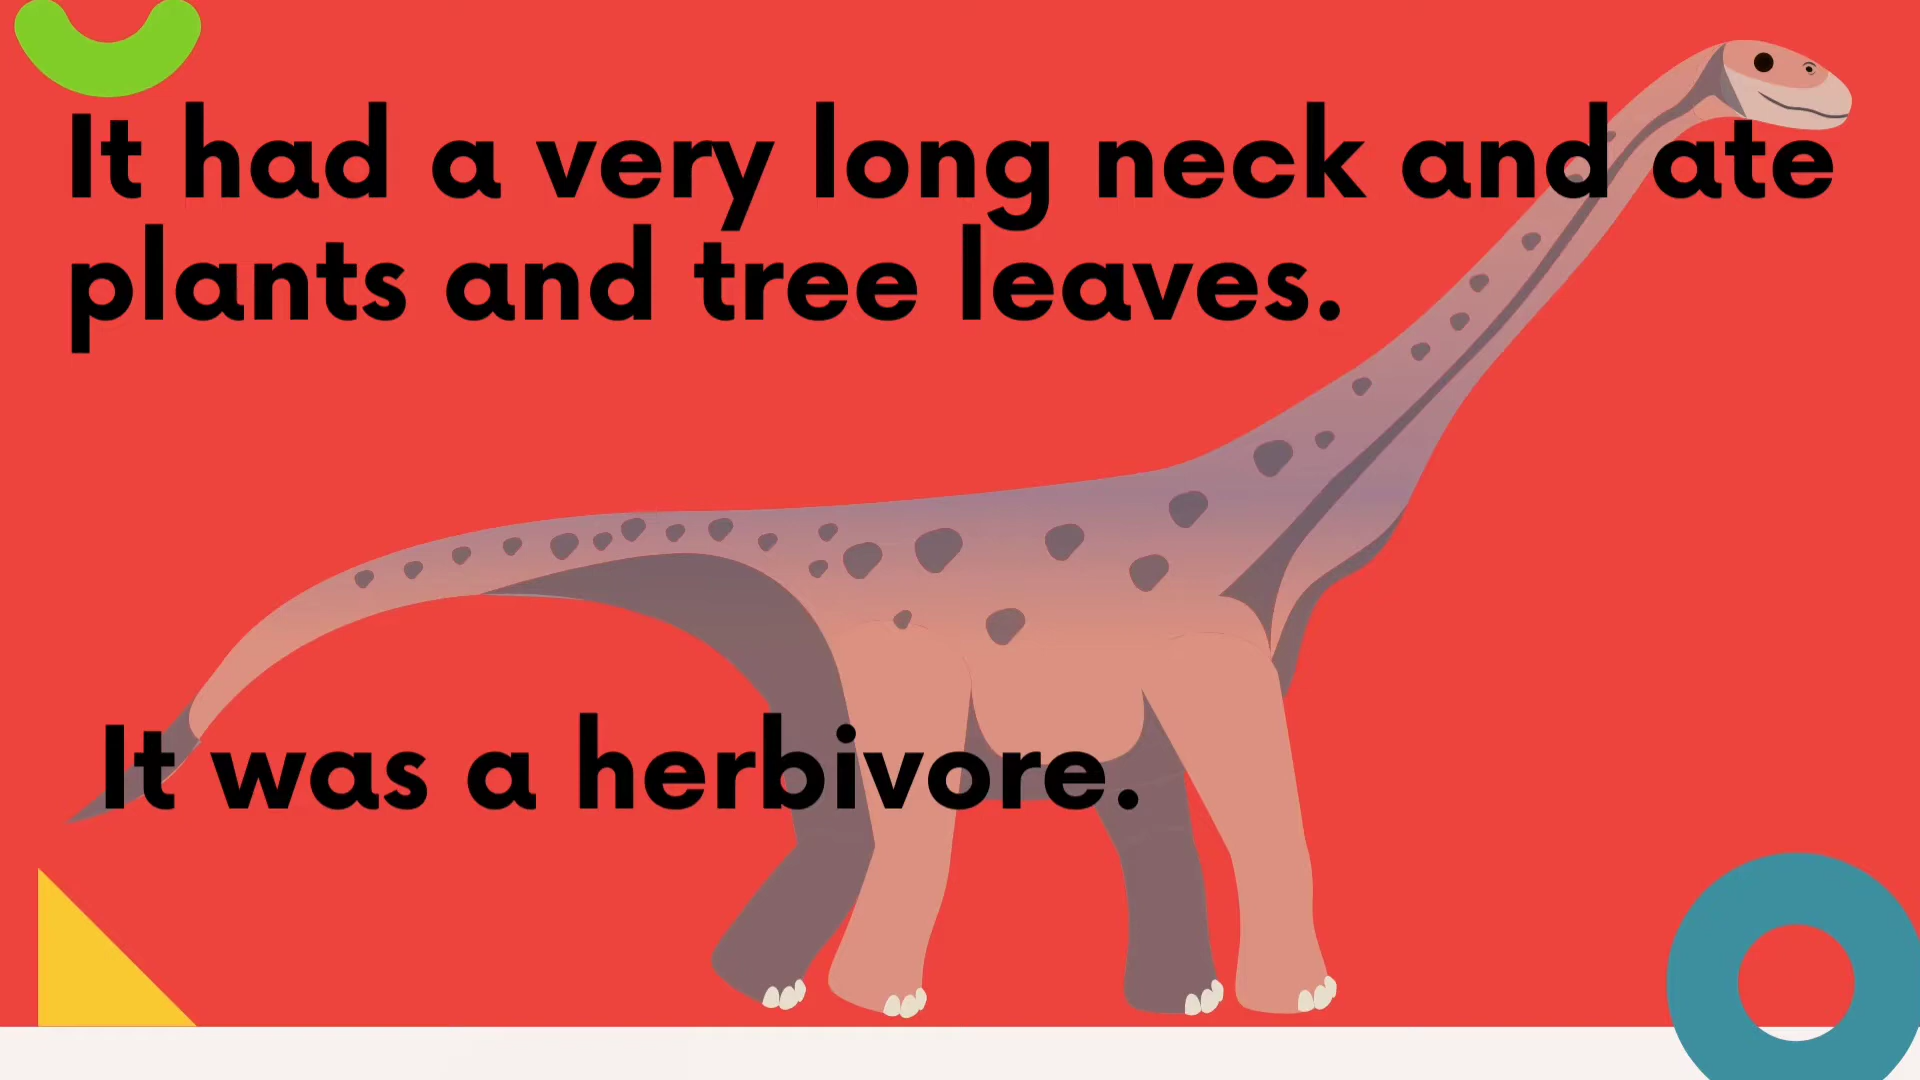 It had a very long neck and ate
plants and tree leaves.
It was a herbivore.